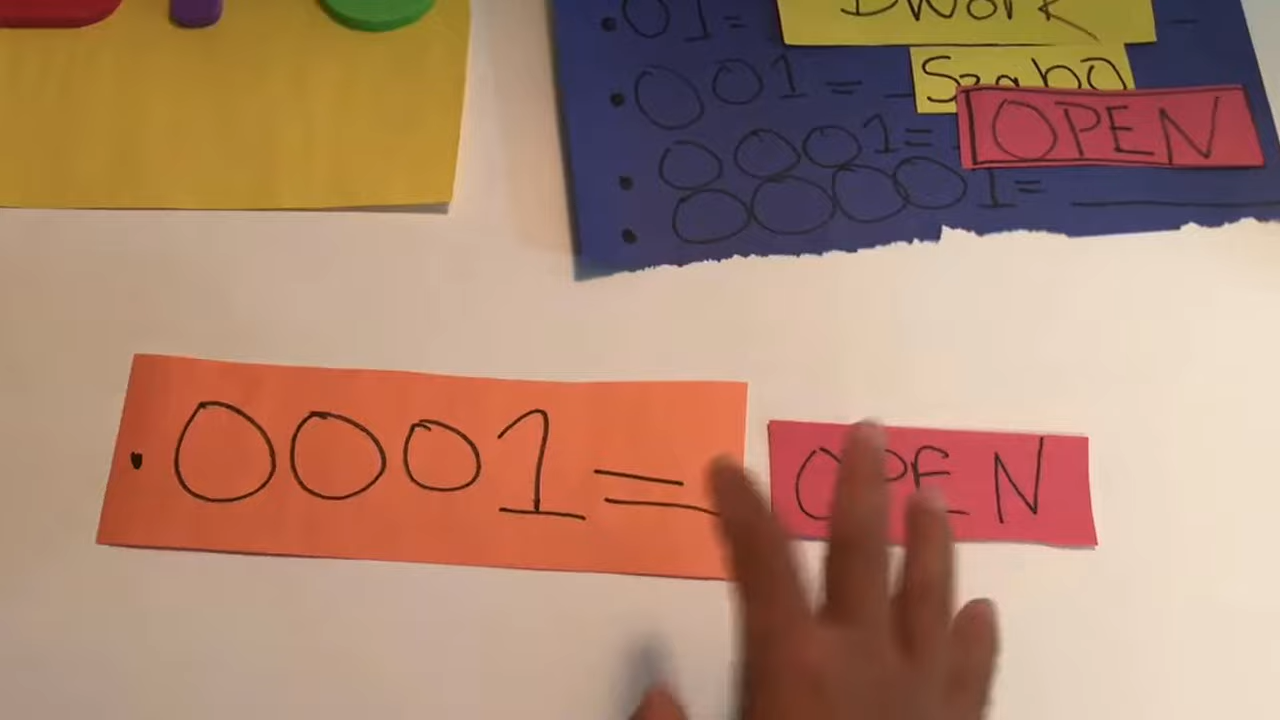 .01=
Dwork
.001=
Szabo
.0001=
OPEN
.00001=
.0001=
OPEN